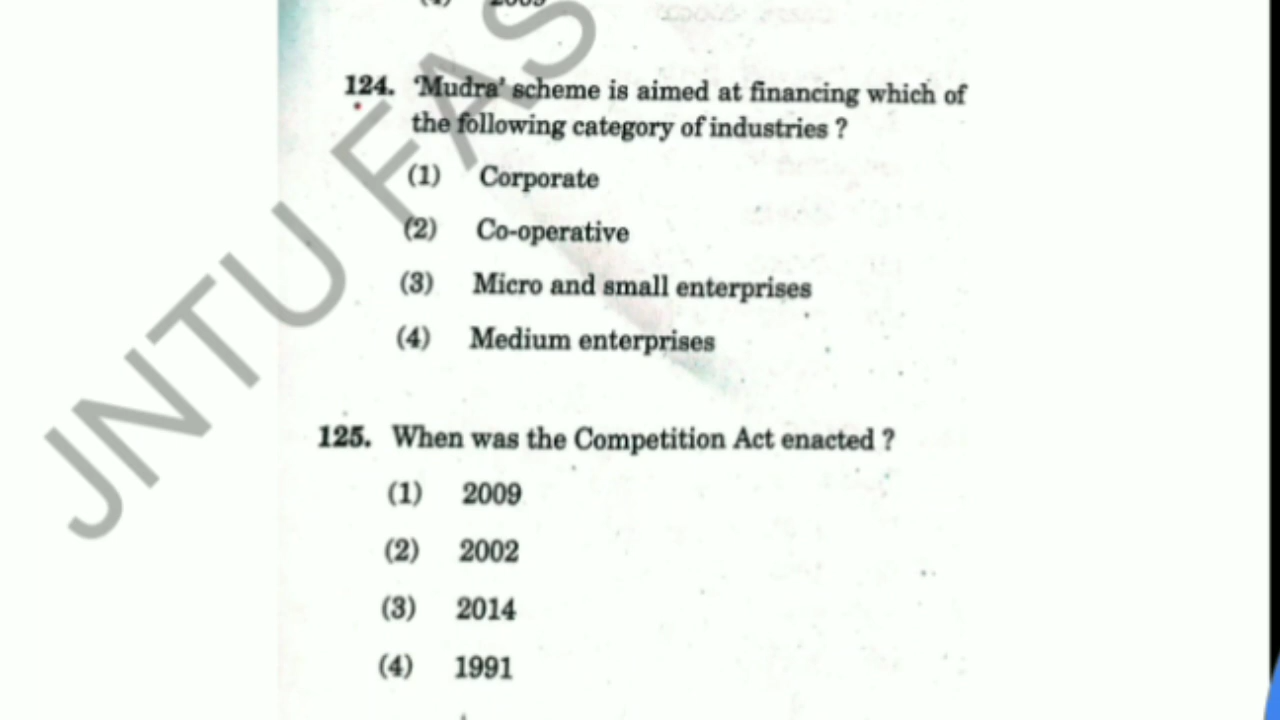 124. 'Mudra' scheme is aimed at financing which of
the following category of industries ?
(1) Corporate
(2) Co-operative
(3) Micro and small enterprises
(4) Medium enterprises
125. When was the Competition Act enacted ?
(1) 2009
(2) 2002
(3) 2014
(4) 1991
JNTU FAS